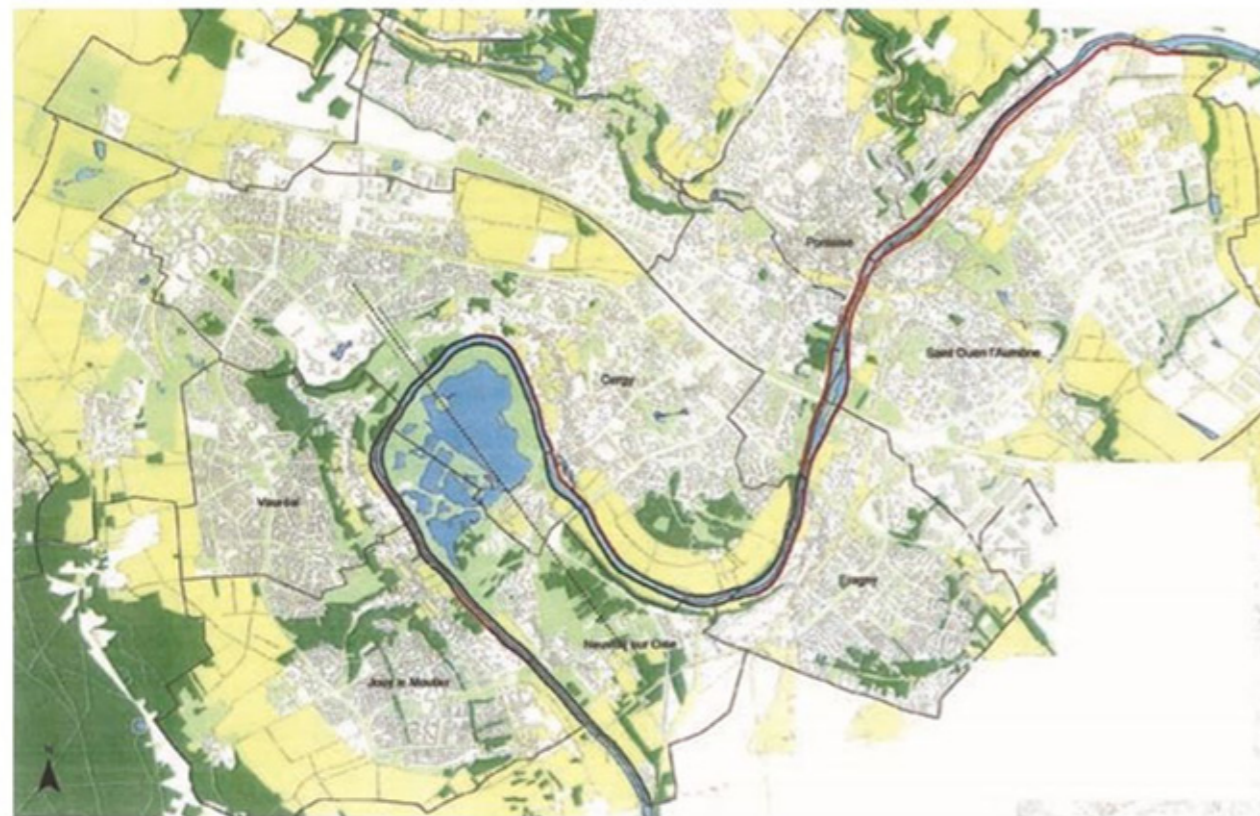 Pontoise
Saint Ouen l'Aumône
Cergy
Vauréal
Eragny
Neuville sur Oise
Jouy le Moutier
N